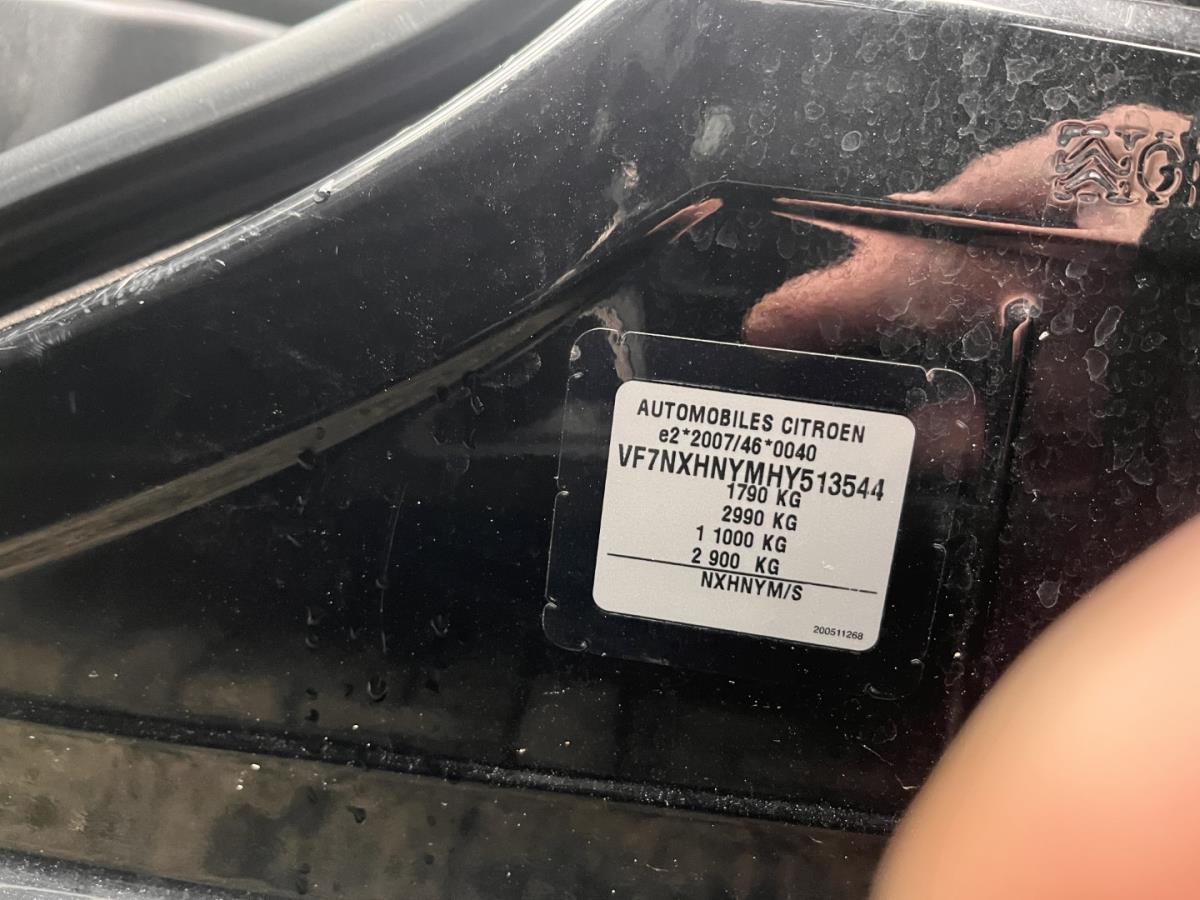 AUTOMOBILES CITROEN
e2*2007/46*0040
VF7NXHNYMHY513544
1790 KG
2990 KG
1 1000 KG
2 900 KG
NXHNYM/S
200511268